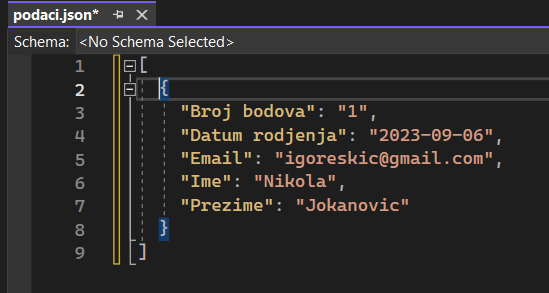 podaci.json*
Schema: <No Schema Selected>
1 [
2 {
3 "Broj bodova": "1",
4 "Datum rodjenja": "2023-09-06",
5 "Email": "igoreskic@gmail.com",
6 "Ime": "Nikola",
7 "Prezime": "Jokanovic"
8 }
9 ]